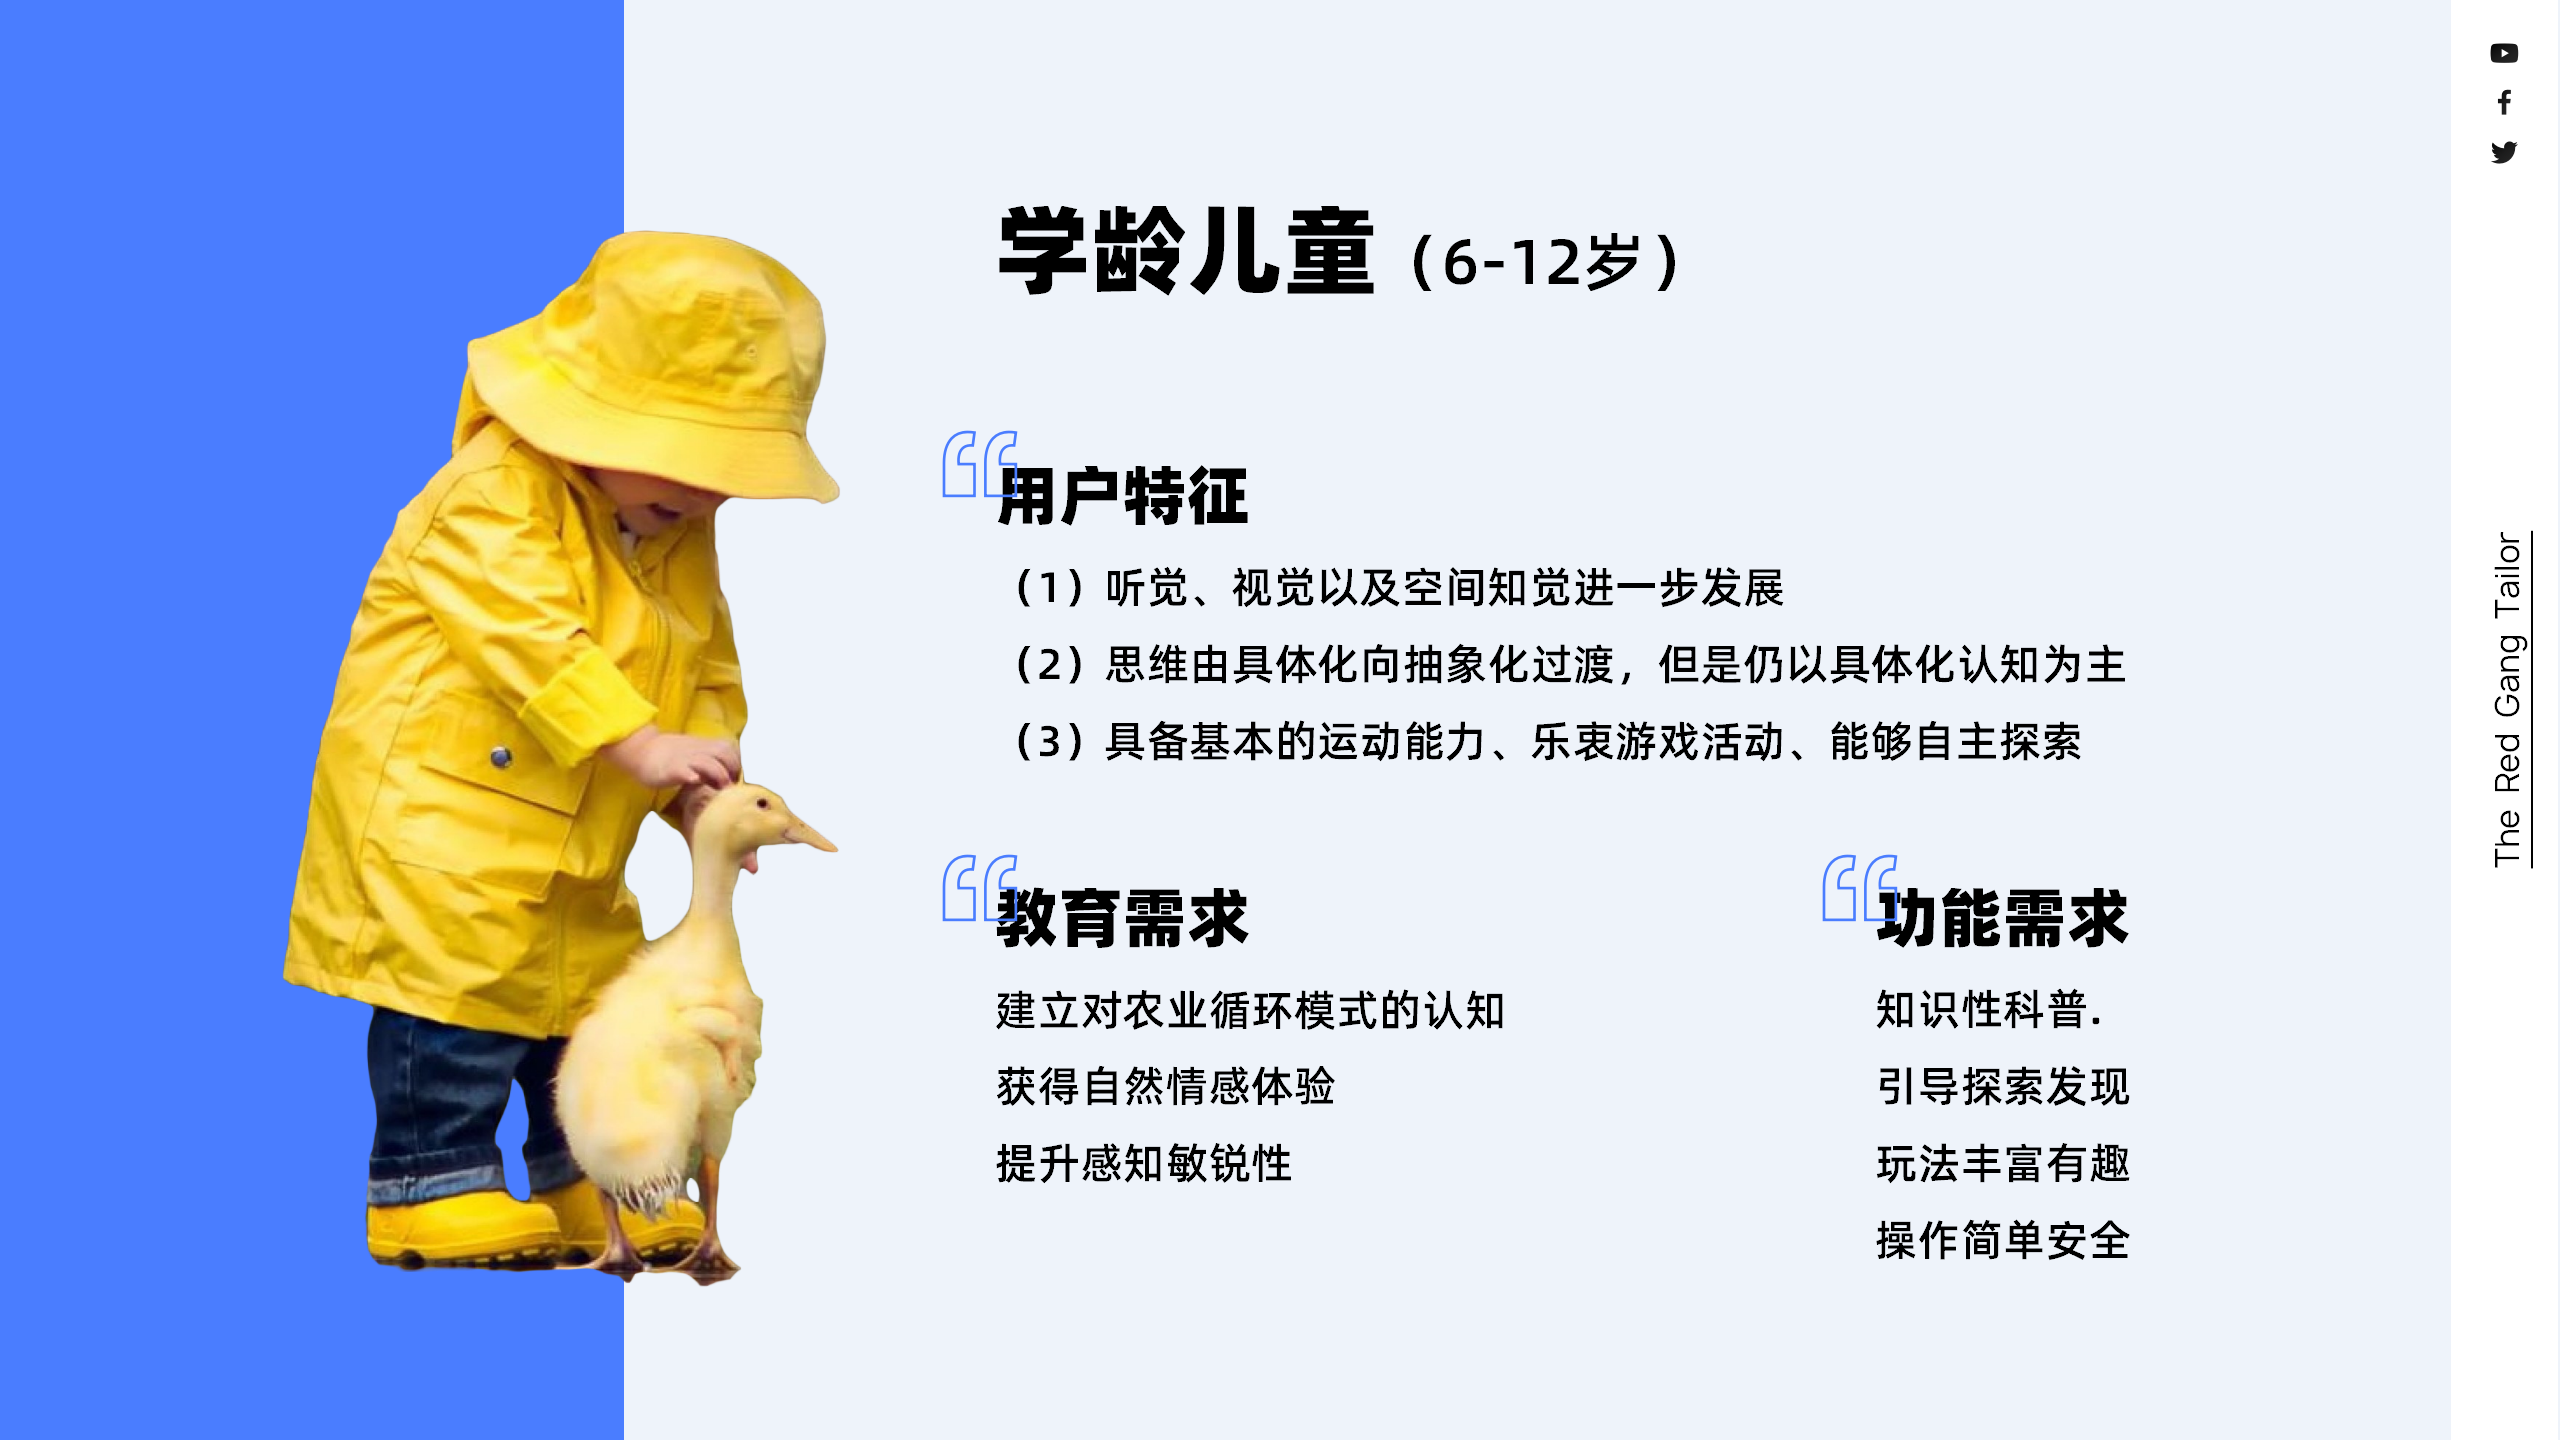 学龄儿童（6-12岁）
用户特征
（1）听觉、视觉以及空间知觉进一步发展
（2）思维由具体化向抽象化过渡，但是仍以具体化认知为主
（3）具备基本的运动能力、乐衷游戏活动、能够自主探索
教育需求
建立对农业循环模式的认知
获得自然情感体验
提升感知敏锐性
功能需求
知识性科普.
引导探索发现
玩法丰富有趣
操作简单安全
The Red Gang Tailor